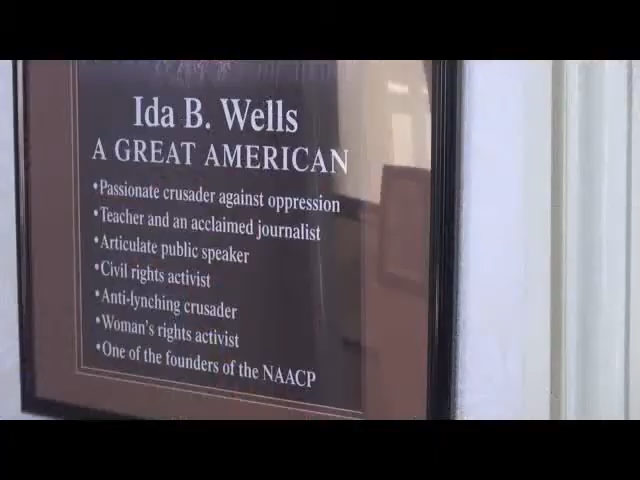 Ida B. Wells
A GREAT AMERICAN
•Passionate crusader against oppression
•Teacher and an acclaimed journalist
•Articulate public speaker
•Civil rights activist
•Anti-lynching crusader
•Woman's rights activist
•One of the founders of the NAACP